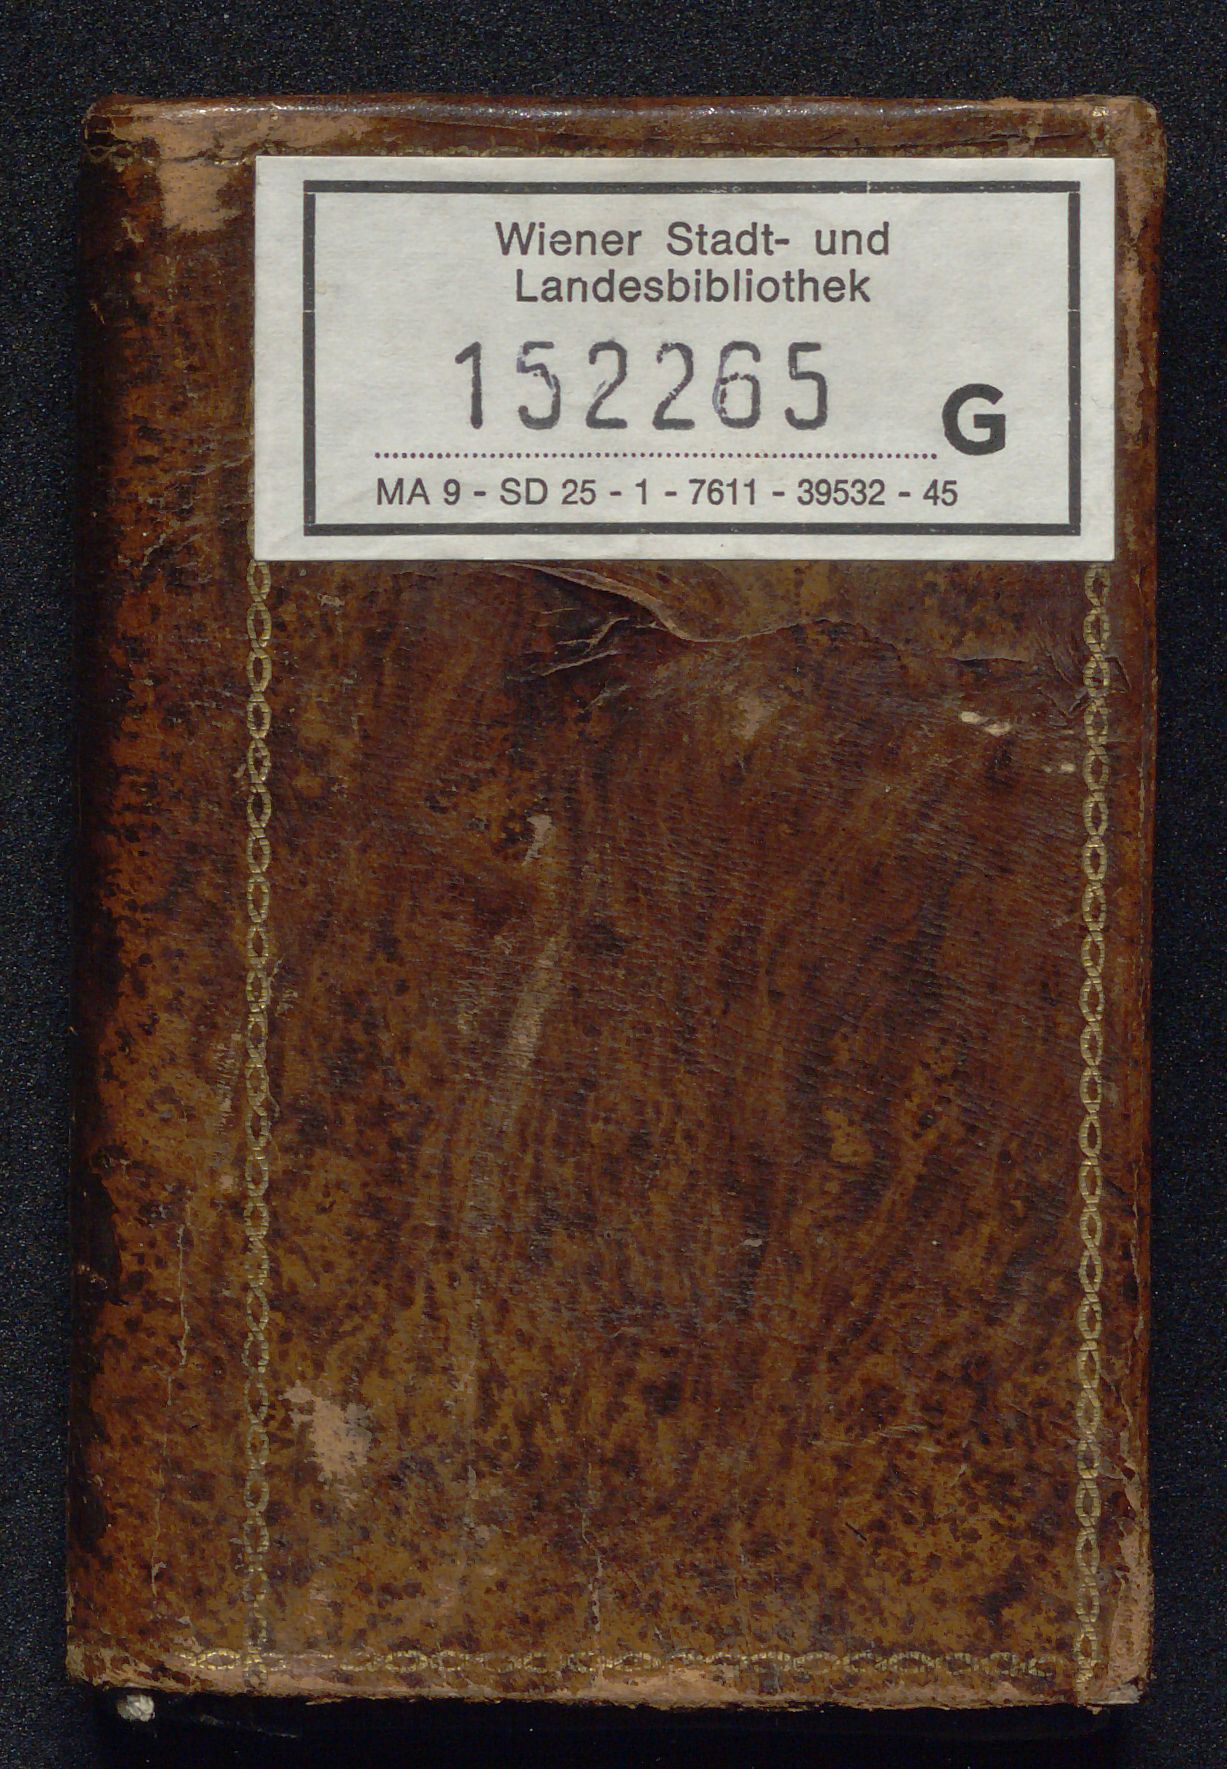 Wiener Stadt- und
Landesbibliothek
152265 G
MA 9 - SD 25 - 1 - 7611 - 39532 - 45